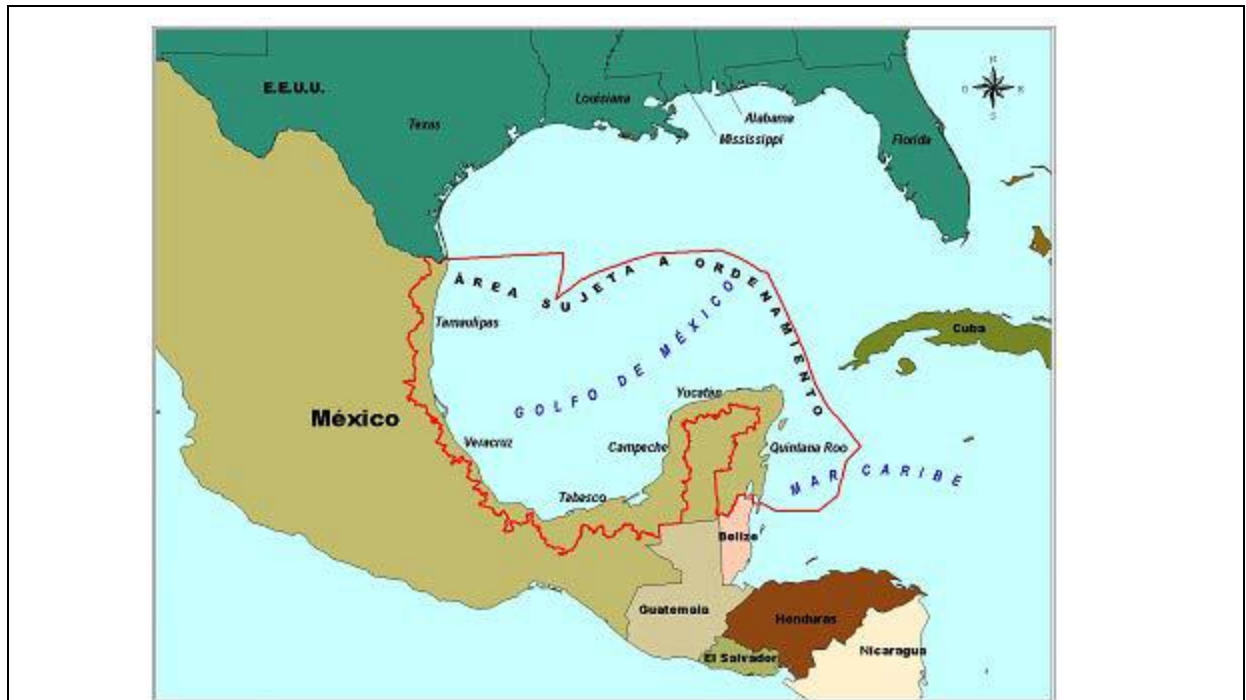 E.E.U.U.
Louisiana
Texas
Alabama
Mississippi
Florida
N
O
E
S
ÁREA SUJETA A ORDENAMIENTO
Tamaulipas
GOLFO DE MÉXICO
Cuba
Yucatán
México
Veracruz
Campeche
Quintana Roo
MAR CARIBE
Tabasco
Belize
Guatemala
Honduras
El Salvador
Nicaragua